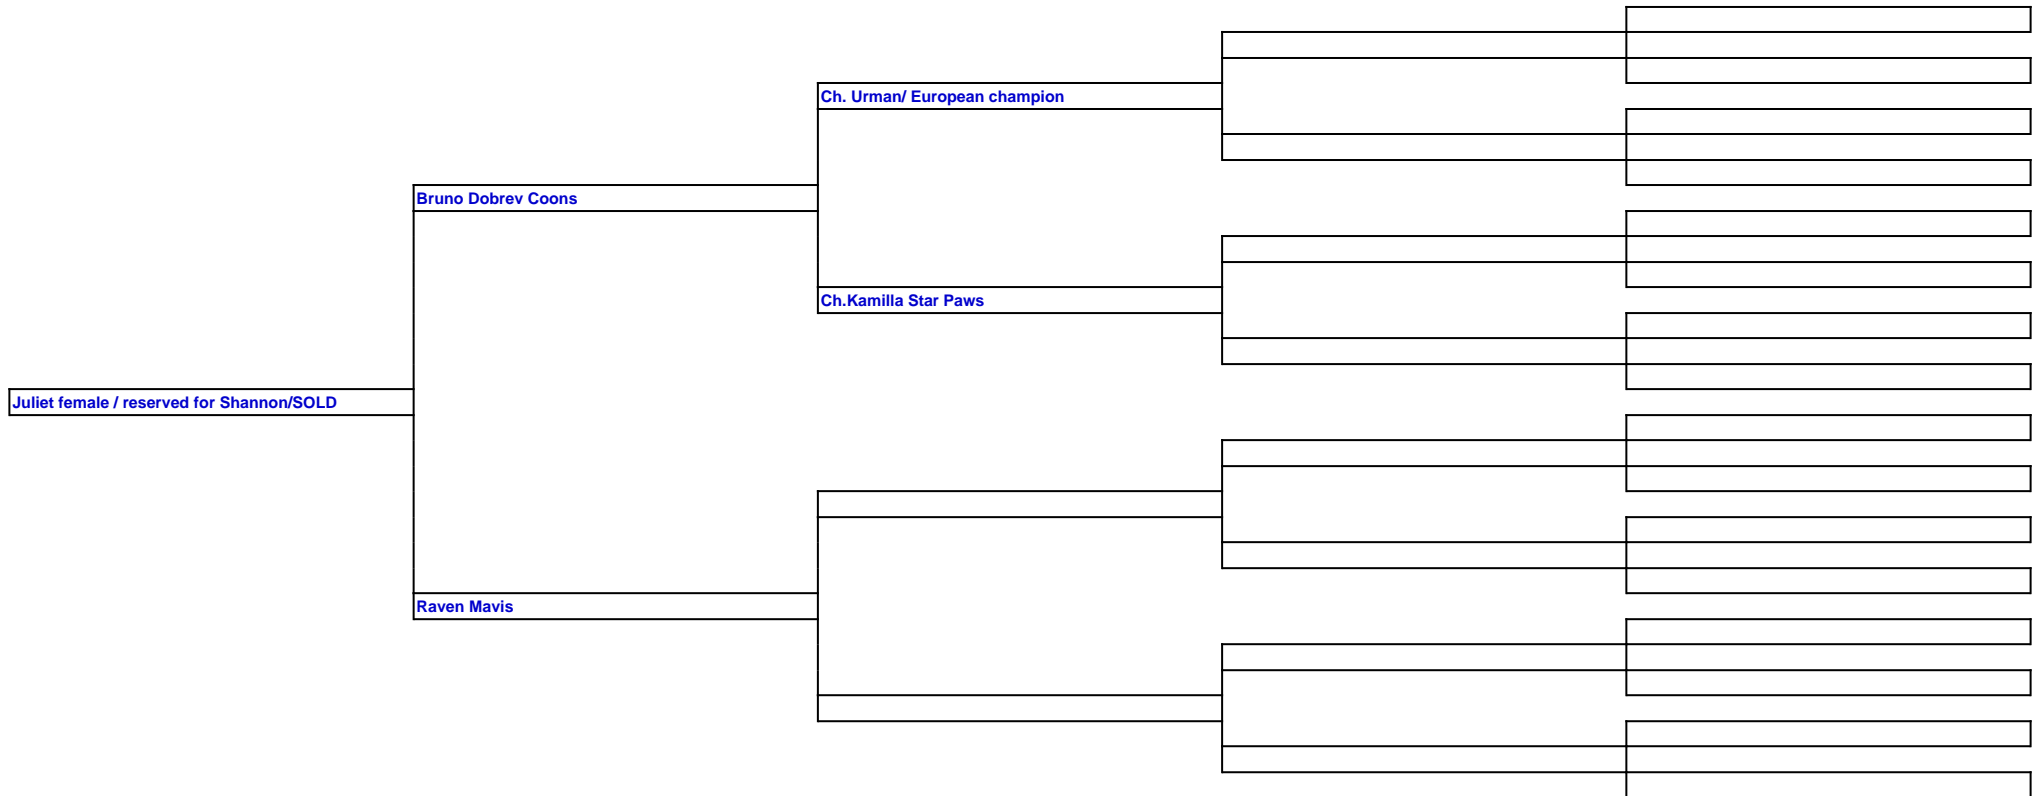 Ch. Urman/ European champion
Bruno Dobrev Coons
Ch.Kamilla Star Paws
Juliet female / reserved for Shannon/SOLD
Raven Mavis